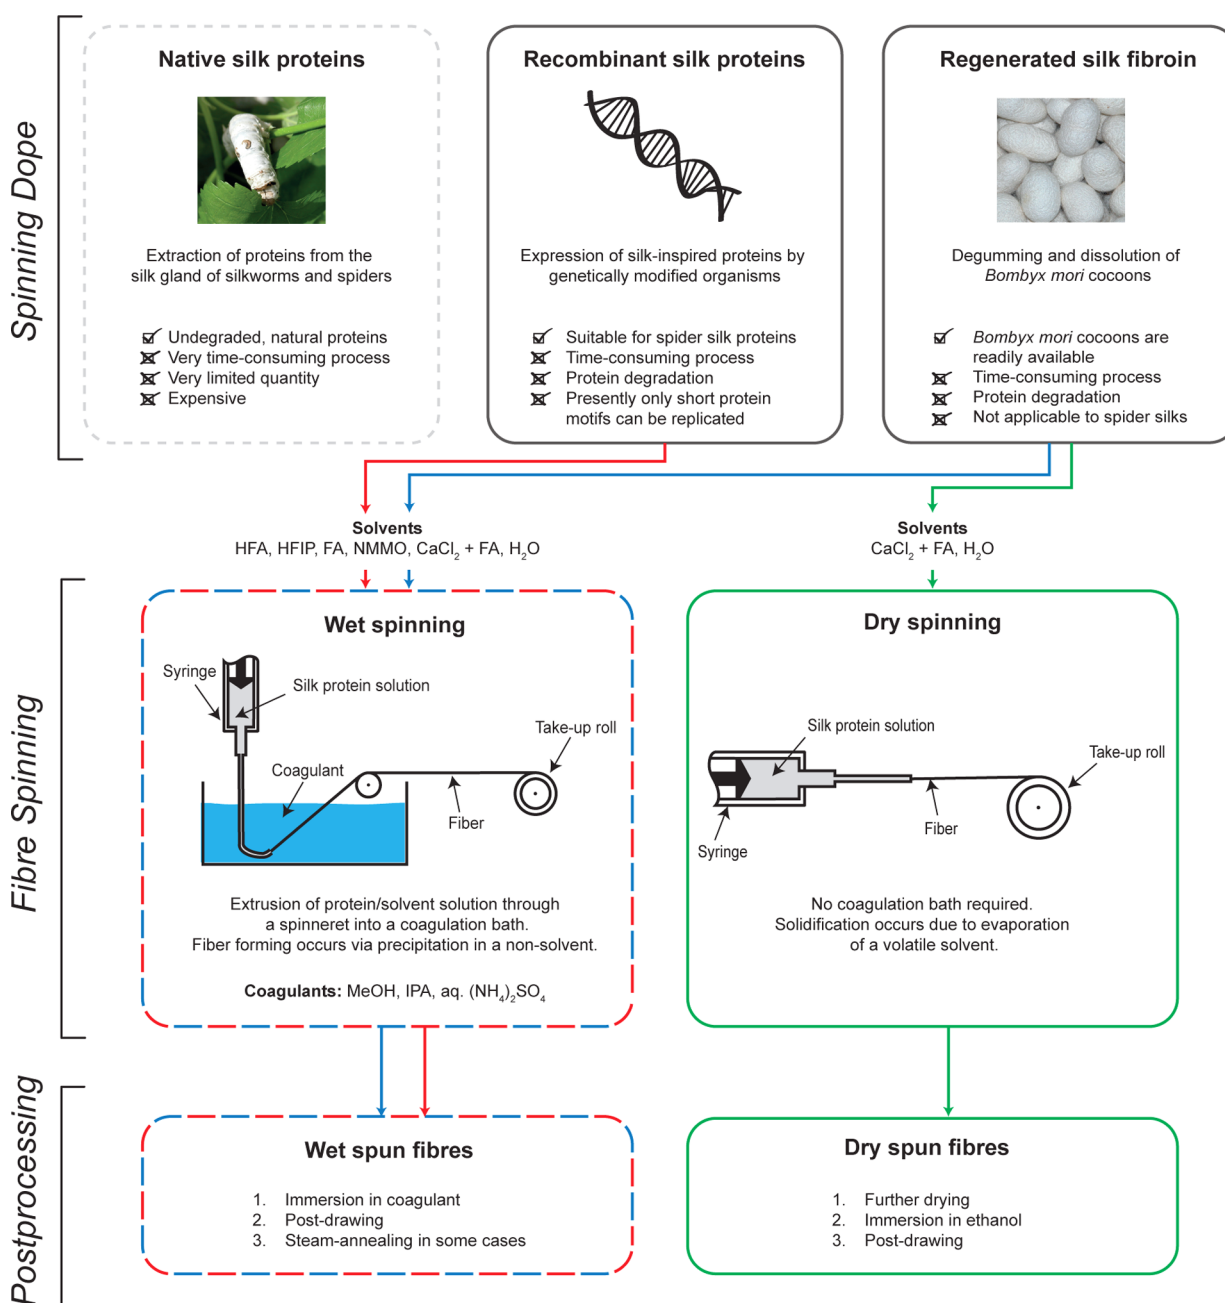 Spinning Dope
Native silk proteins
Extraction of proteins from the
silk gland of silkworms and spiders
Undegraded, natural proteins
Very time-consuming process
Very limited quantity
Expensive
Recombinant silk proteins
Expression of silk-inspired proteins by
genetically modified organisms
Suitable for spider silk proteins
Time-consuming process
Protein degradation
Presently only short protein
motifs can be replicated
Regenerated silk fibroin
Degumming and dissolution of
Bombyx mori cocoons
Bombyx mori cocoons are
readily available
Time-consuming process
Protein degradation
Not applicable to spider silks
Solvents
HFA, HFIP, FA, NMMO, CaCl₂ + FA, H₂O
Solvents
CaCl₂ + FA, H₂O
Fibre Spinning
Wet spinning
Syringe
Silk protein solution
Take-up roll
Coagulant
Fiber
Extrusion of protein/solvent solution through
a spinneret into a coagulation bath.
Fiber forming occurs via precipitation in a non-solvent.
Coagulants: MeOH, IPA, aq. (NH₄)₂SO₄
Dry spinning
Silk protein solution
Take-up roll
Fiber
Syringe
No coagulation bath required.
Solidification occurs due to evaporation
of a volatile solvent.
Postprocessing
Wet spun fibres
1. Immersion in coagulant
2. Post-drawing
3. Steam-annealing in some cases
Dry spun fibres
1. Further drying
2. Immersion in ethanol
3. Post-drawing